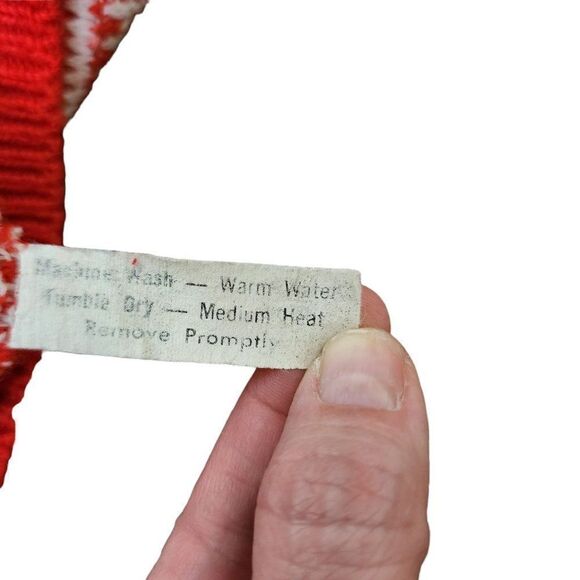 Machine Wash — Warm Water
Tumble Dry — Medium Heat
Remove Promptly